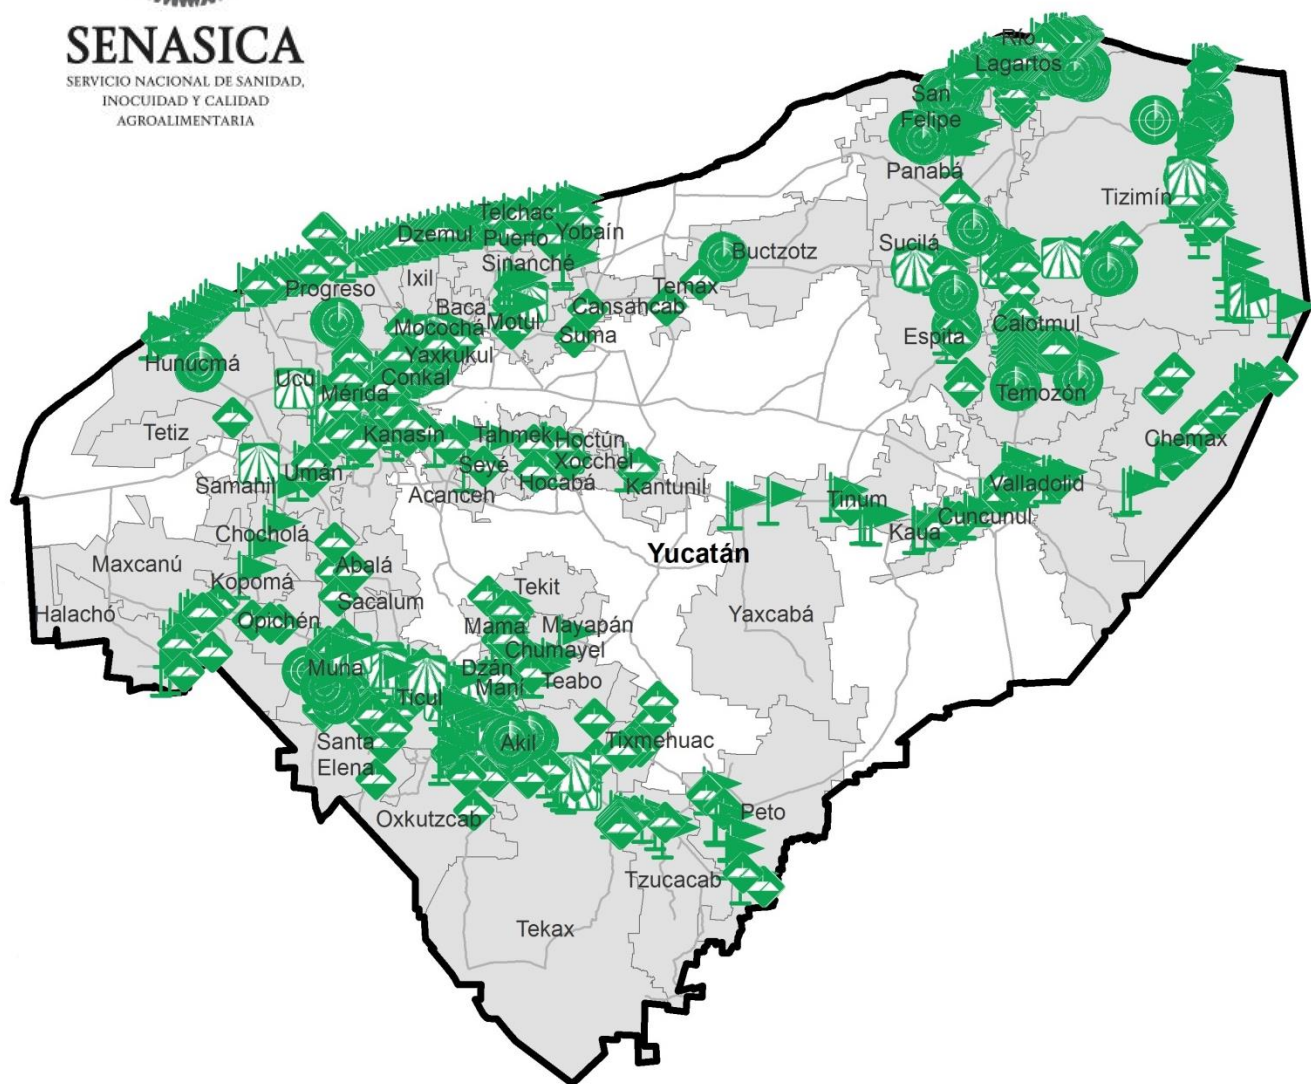 SENASICA
SERVICIO NACIONAL DE SANIDAD,
INOCUIDAD Y CALIDAD
AGROALIMENTARIA
Río
Lagartos
San
Felipe
Panabá
Tizimín
Telchac
Puerto
Dzemul
Yobaín
Sinanché
Ixil
Progreso
Buctzotz
Sucilá
Temax
Cansahcab
Baca
Motul
Mocochá
Suma
Espita
Calotmul
Hunucmá
Yaxkukul
Conkal
Ucú
Mérida
Temozón
Tetiz
Kanasín
Tahmek
Hoctún
Xocchel
Chemax
Umán
Seyé
Hocabá
Samahil
Acanceh
Kantunil
Valladolid
Tinum
Cuncunul
Kaua
Chocholá
Yucatán
Maxcanú
Abalá
Kopomá
Tekit
Sacalum
Halachó
Opichén
Mama
Mayapán
Yaxcabá
Chumayel
Muna
Dzán
Maní
Teabo
Ticul
Santa
Elena
Akil
Tixmehuac
Oxkutzcab
Peto
Tzucacab
Tekax